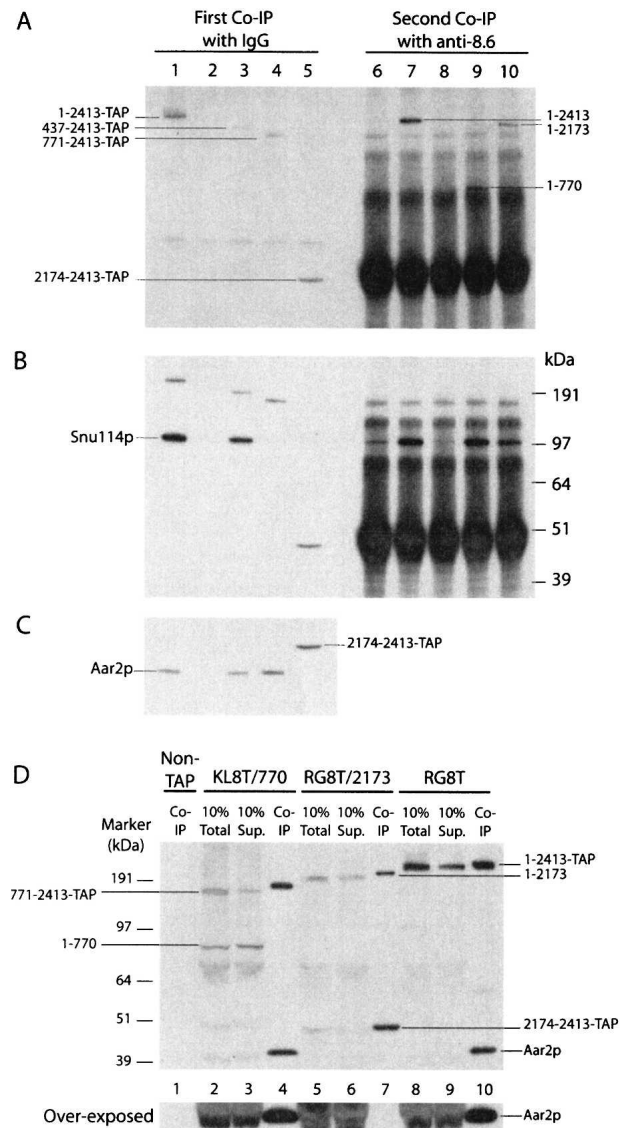 A
First Co-IP
with IgG
Second Co-IP
with anti-8.6
1 2 3 4 5 6 7 8 9 10
1-2413-TAP
437-2413-TAP
771-2413-TAP
2174-2413-TAP
1-2413
1-2173
1-770
B
Snu114p
kDa
191
97
64
51
39
C
Aar2p
2174-2413-TAP
D
Non-
TAP
KL8T/770
RG8T/2173
RG8T
Marker
(kDa)
Co-
IP
10%
Total
10%
Sup.
Co-
IP
10%
Total
10%
Sup.
Co-
IP
10%
Total
10%
Sup.
Co-
IP
191
97
64
51
39
771-2413-TAP
1-770
1-2413-TAP
1-2173
2174-2413-TAP
Aar2p
1 2 3 4 5 6 7 8 9 10
Over-exposed
Aar2p